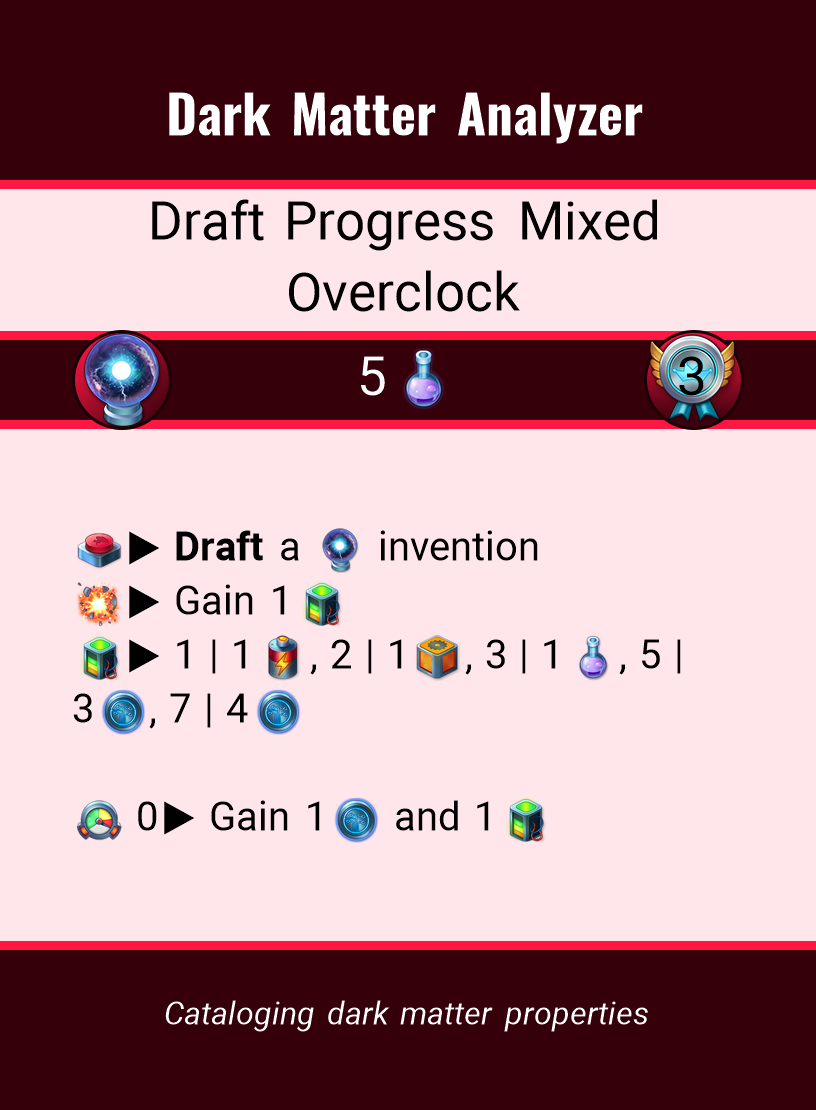 Dark Matter Analyzer
Draft Progress Mixed
Overclock
5
3
▶ Draft a invention
▶ Gain 1
▶ 1 | 1 , 2 | 1 , 3 | 1 , 5 |
3 , 7 | 4
0▶ Gain 1 and 1
Cataloging dark matter properties